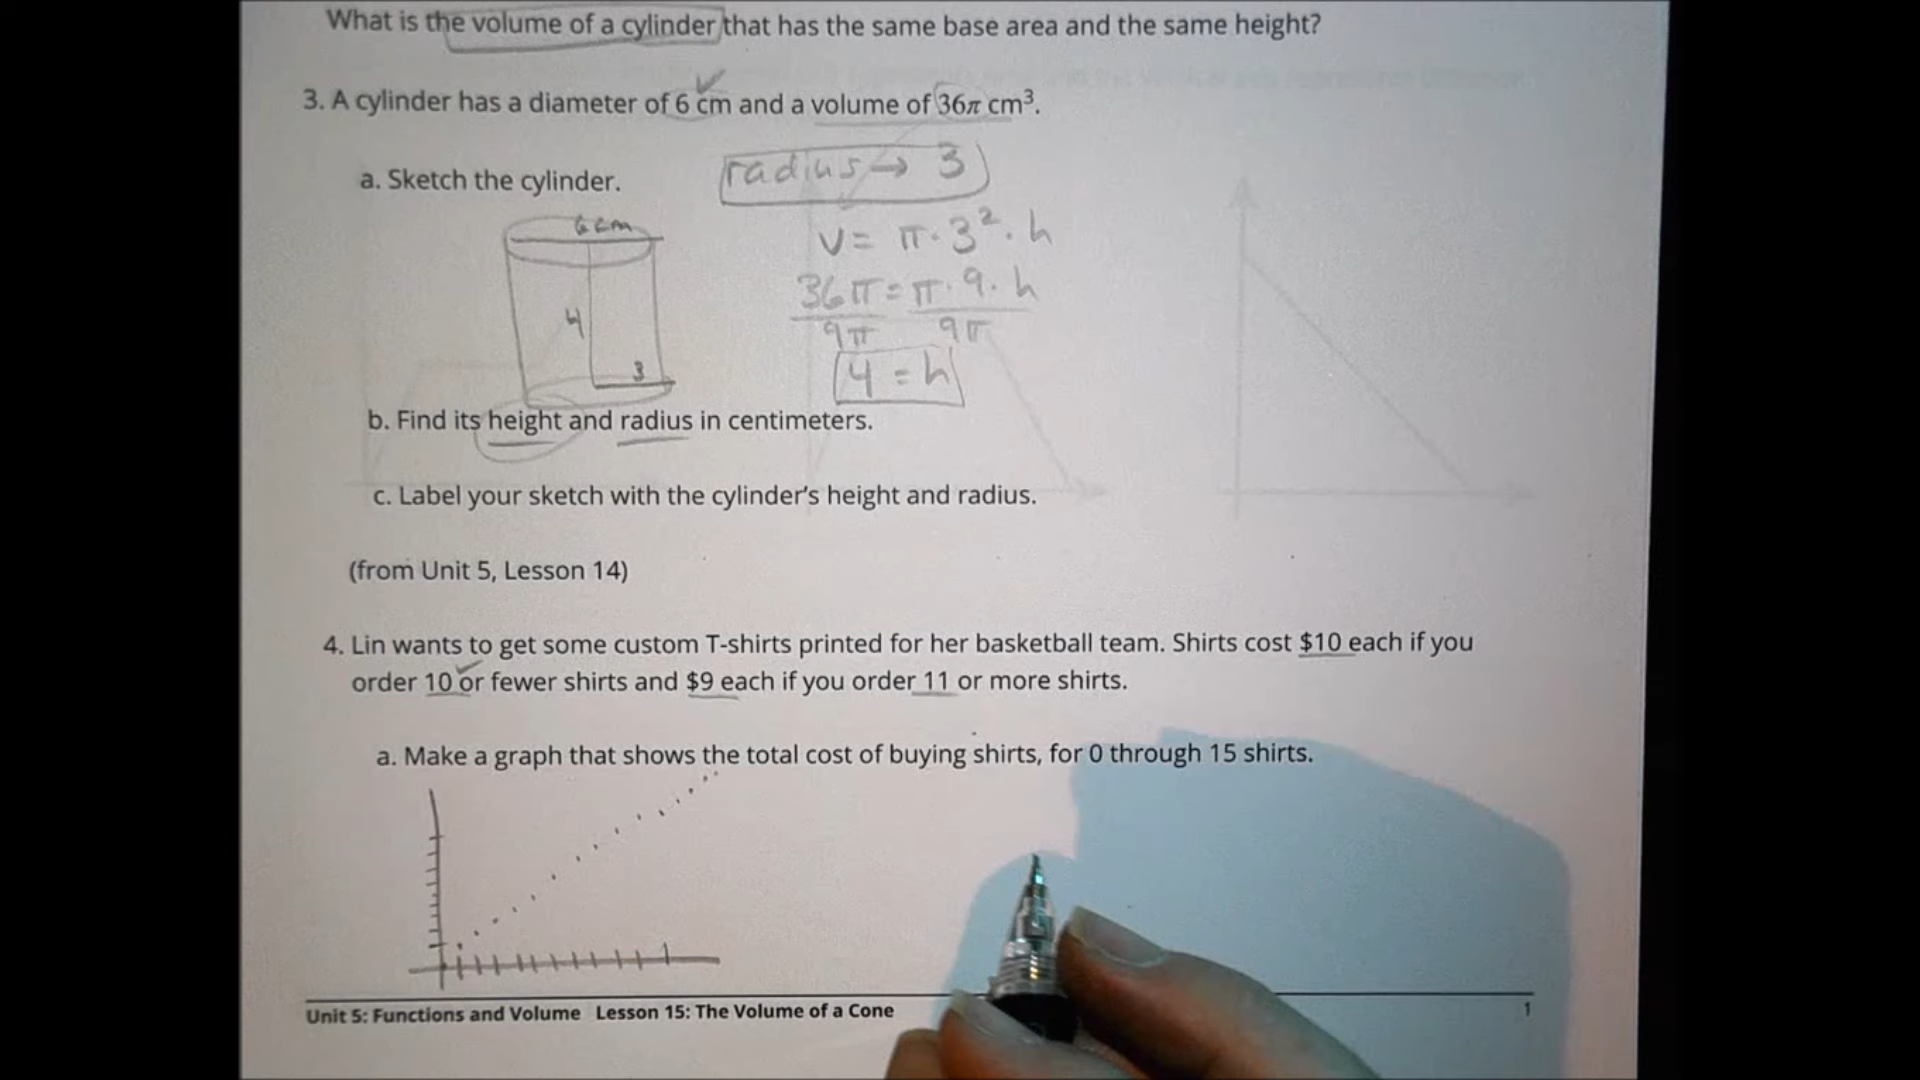 What is the volume of a cylinder that has the same base area and the same height?
3. A cylinder has a diameter of 6 cm and a volume of 36π cm³.
a. Sketch the cylinder.
radius → 3
6 cm
V = π · 3² · h
36π = π · 9 · h
9π 9π
4
3
4 = h
b. Find its height and radius in centimeters.
c. Label your sketch with the cylinder’s height and radius.
(from Unit 5, Lesson 14)
4. Lin wants to get some custom T-shirts printed for her basketball team. Shirts cost $10 each if you
order 10 or fewer shirts and $9 each if you order 11 or more shirts.
a. Make a graph that shows the total cost of buying shirts, for 0 through 15 shirts.
Unit 5: Functions and Volume Lesson 15: The Volume of a Cone 1